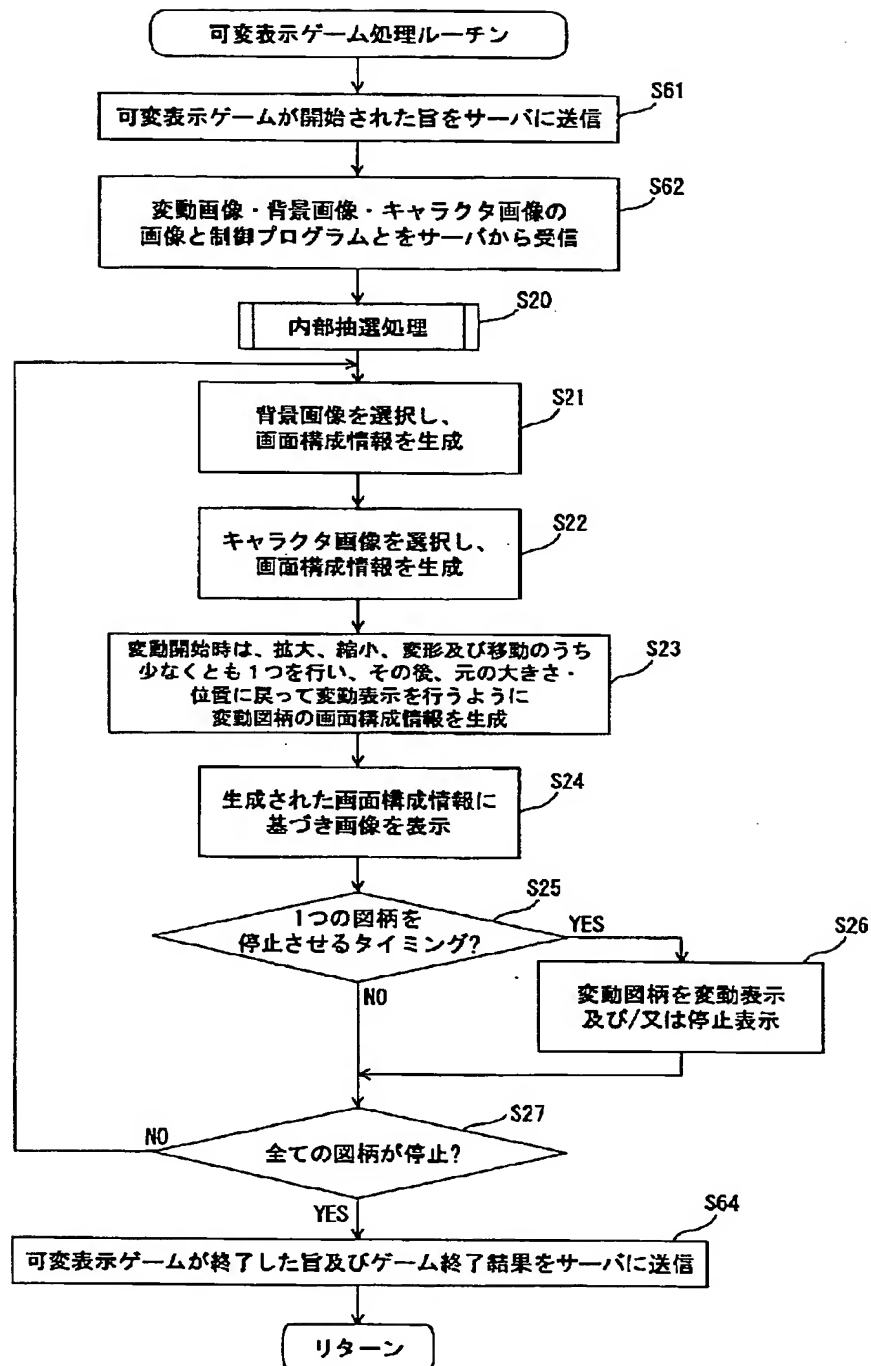 可変表示ゲーム処理ルーチン
S61
可変表示ゲームが開始された旨をサーバに送信
S62
変動画像・背景画像・キャラクタ画像の
画像と制御プログラムとをサーバから受信
S20
内部抽選処理
S21
背景画像を選択し、
画面構成情報を生成
S22
キャラクタ画像を選択し、
画面構成情報を生成
S23
変動開始時は、拡大、縮小、変形及び移動のうち
少なくとも1つを行い、その後、元の大きさ・
位置に戻って変動表示を行うように
変動図柄の画面構成情報を生成
S24
生成された画面構成情報に
基づき画像を表示
S25
1つの図柄を
停止させるタイミング?
YES
S26
NO
変動図柄を変動表示
及び/又は停止表示
S27
NO
全ての図柄が停止?
YES
S64
可変表示ゲームが終了した旨及びゲーム終了結果をサーバに送信
リターン